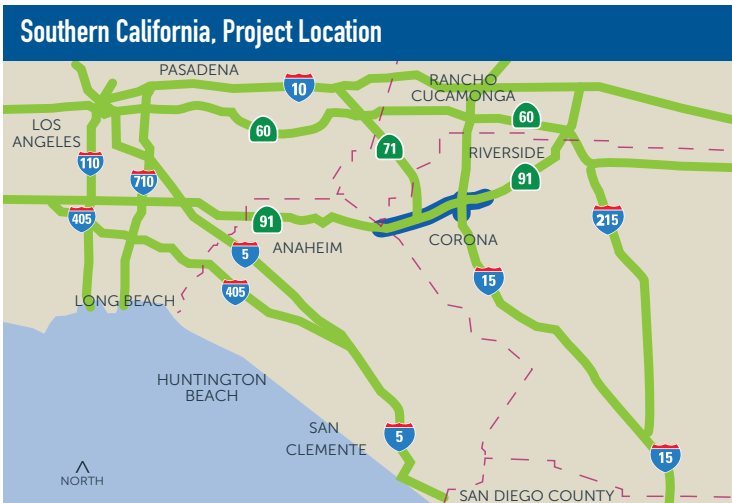 Southern California, Project Location
PASADENA
10
RANCHO
CUCAMONGA
LOS
ANGELES
60
60
71
110
RIVERSIDE
710
91
405
91
215
ANAHEIM
CORONA
5
15
405
LONG BEACH
HUNTINGTON
BEACH
SAN
CLEMENTE
5
15
NORTH
SAN DIEGO COUNTY